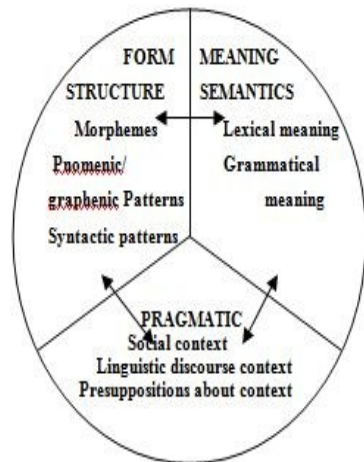 FORM
STRUCTURE
Morphemes
Pnomenic/
graphenic Patterns
Syntactic patterns
MEANING
SEMANTICS
Lexical meaning
Grammatical
meaning
PRAGMATIC
Social context
Linguistic discourse context
Presuppositions about context